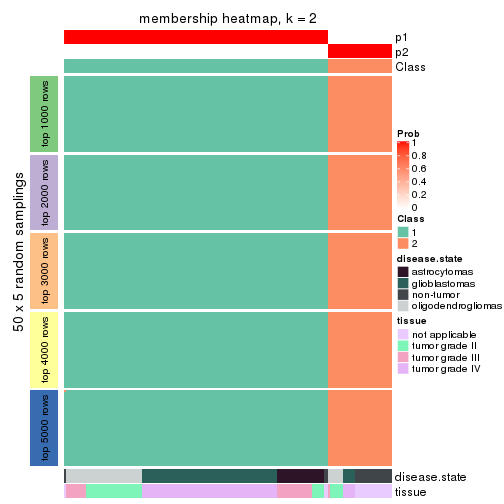 membership heatmap, k = 2
p1
p2
Class
50 x 5 random samplings
top 1000 rows
top 2000 rows
top 3000 rows
top 4000 rows
top 5000 rows
Prob
1
0.8
0.6
0.4
0.2
0
Class
1
2
disease.state
astrocytomas
glioblastomas
non-tumor
oligodendrogliomas
tissue
not applicable
tumor grade II
tumor grade III
tumor grade IV
disease.state
tissue